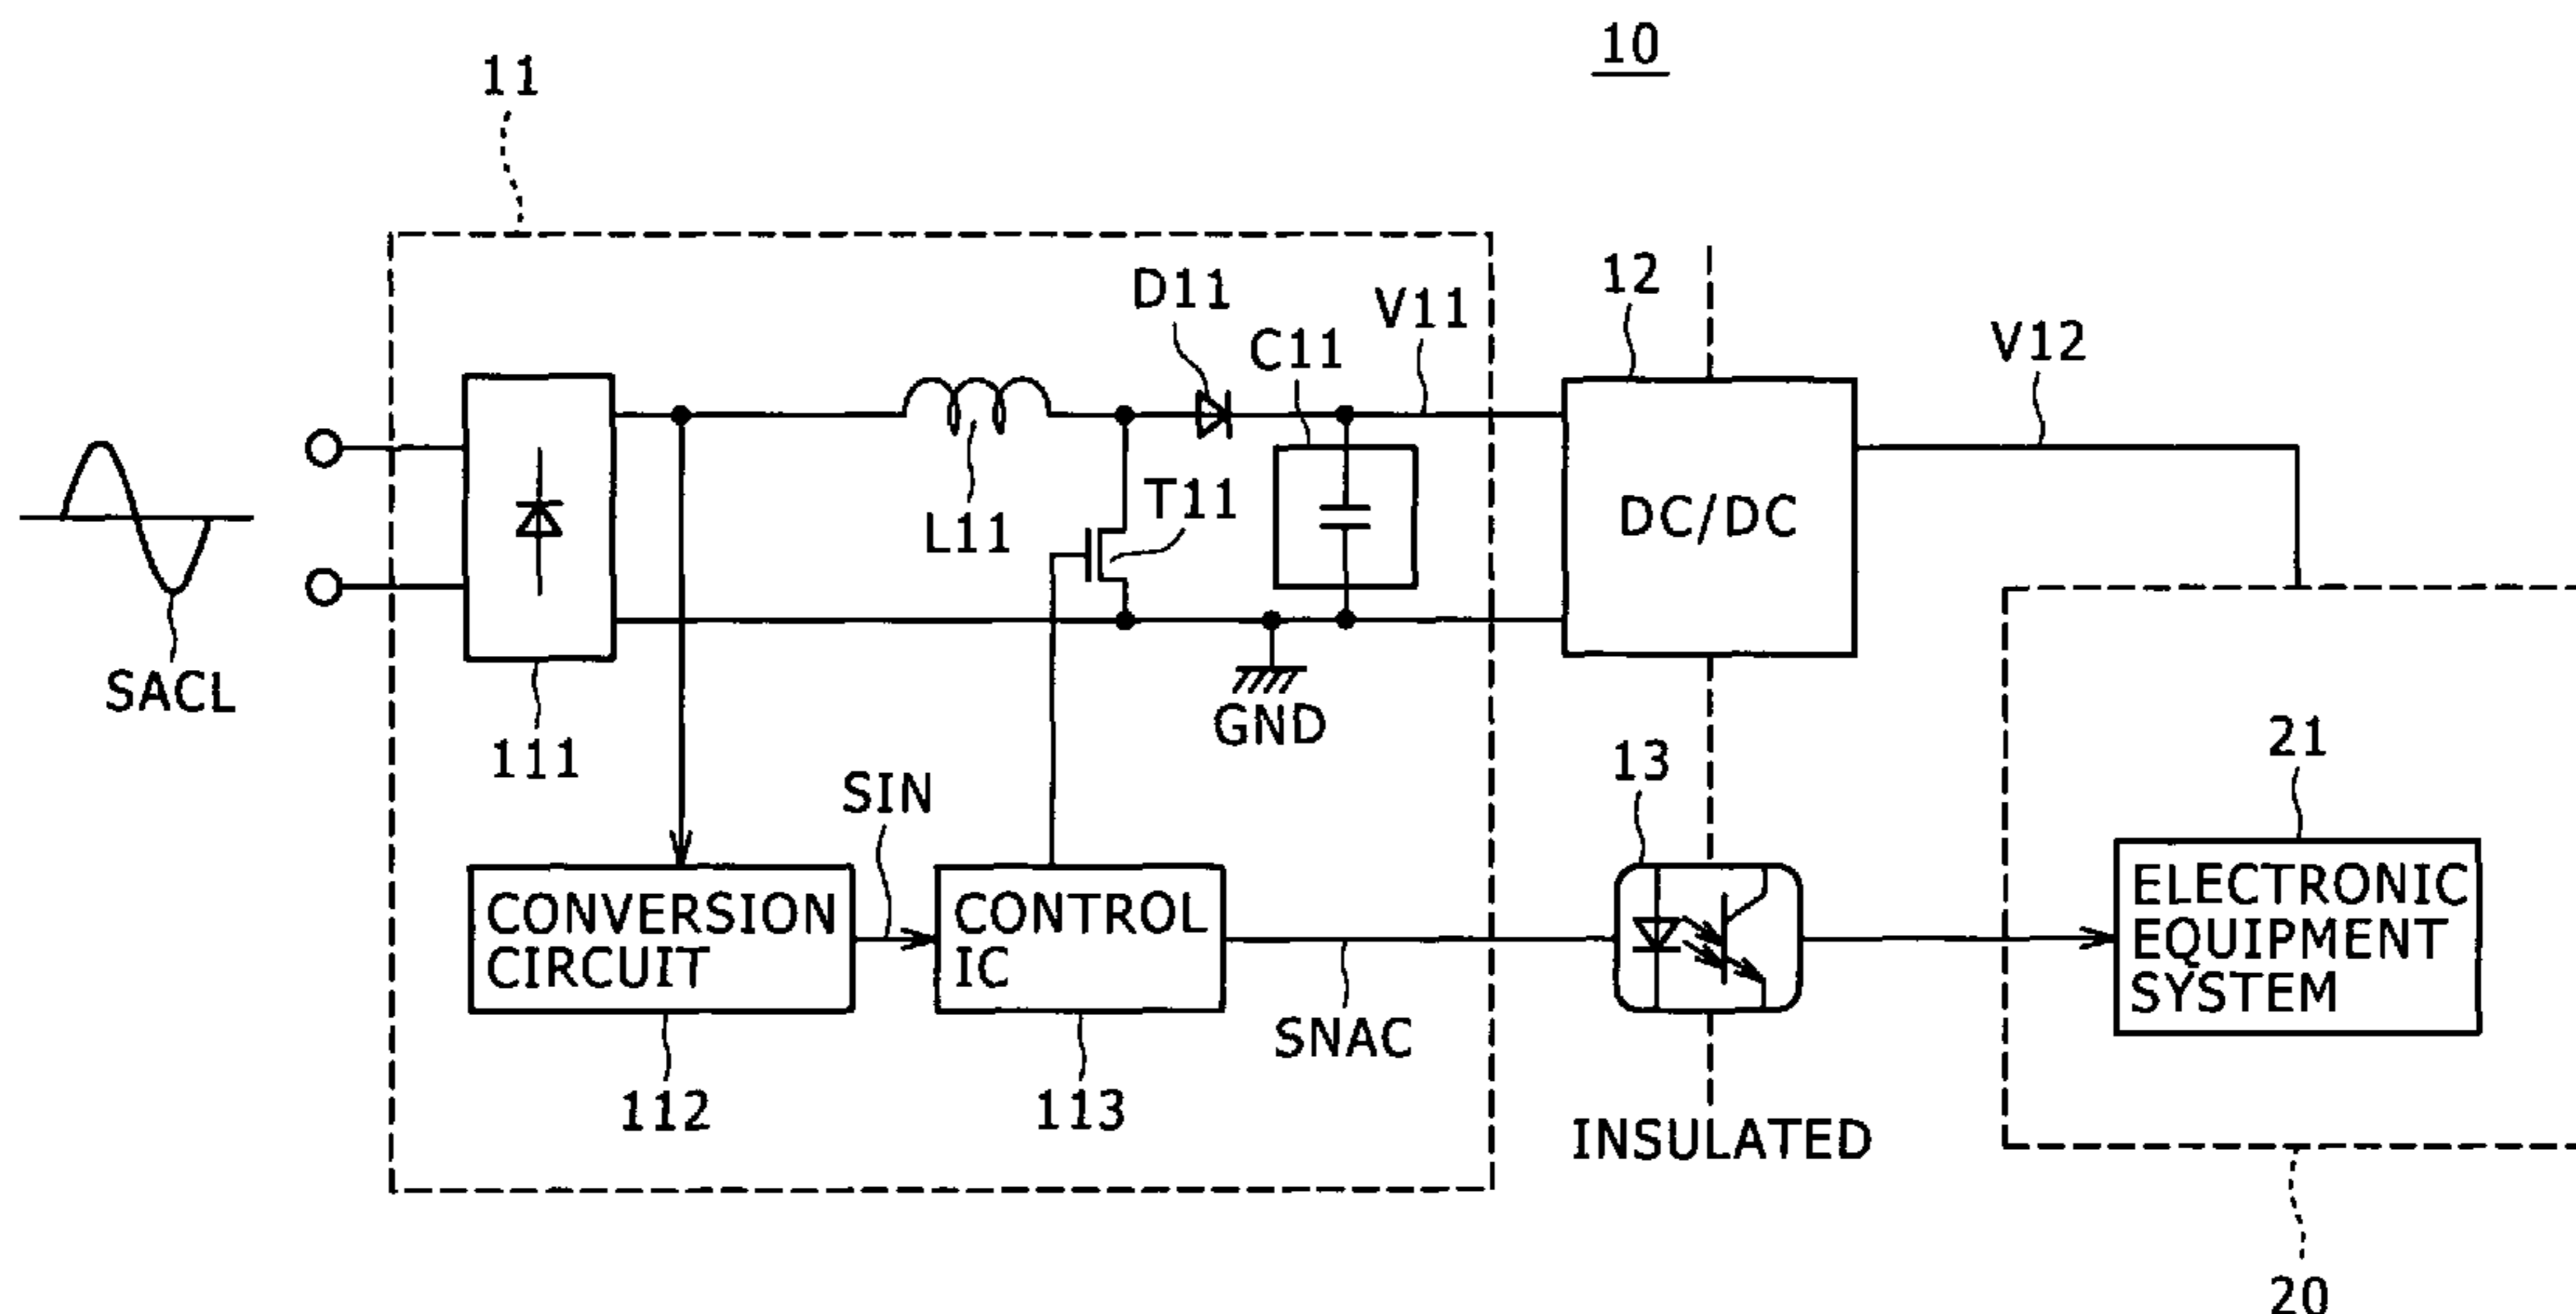 10
11
12
D11
V11
C11
V12
L11
T11
DC/DC
SACL
GND
111
21
13
SIN
CONVERSION
CIRCUIT
CONTROL
IC
ELECTRONIC
EQUIPMENT
SYSTEM
SNAC
112
113
INSULATED
20